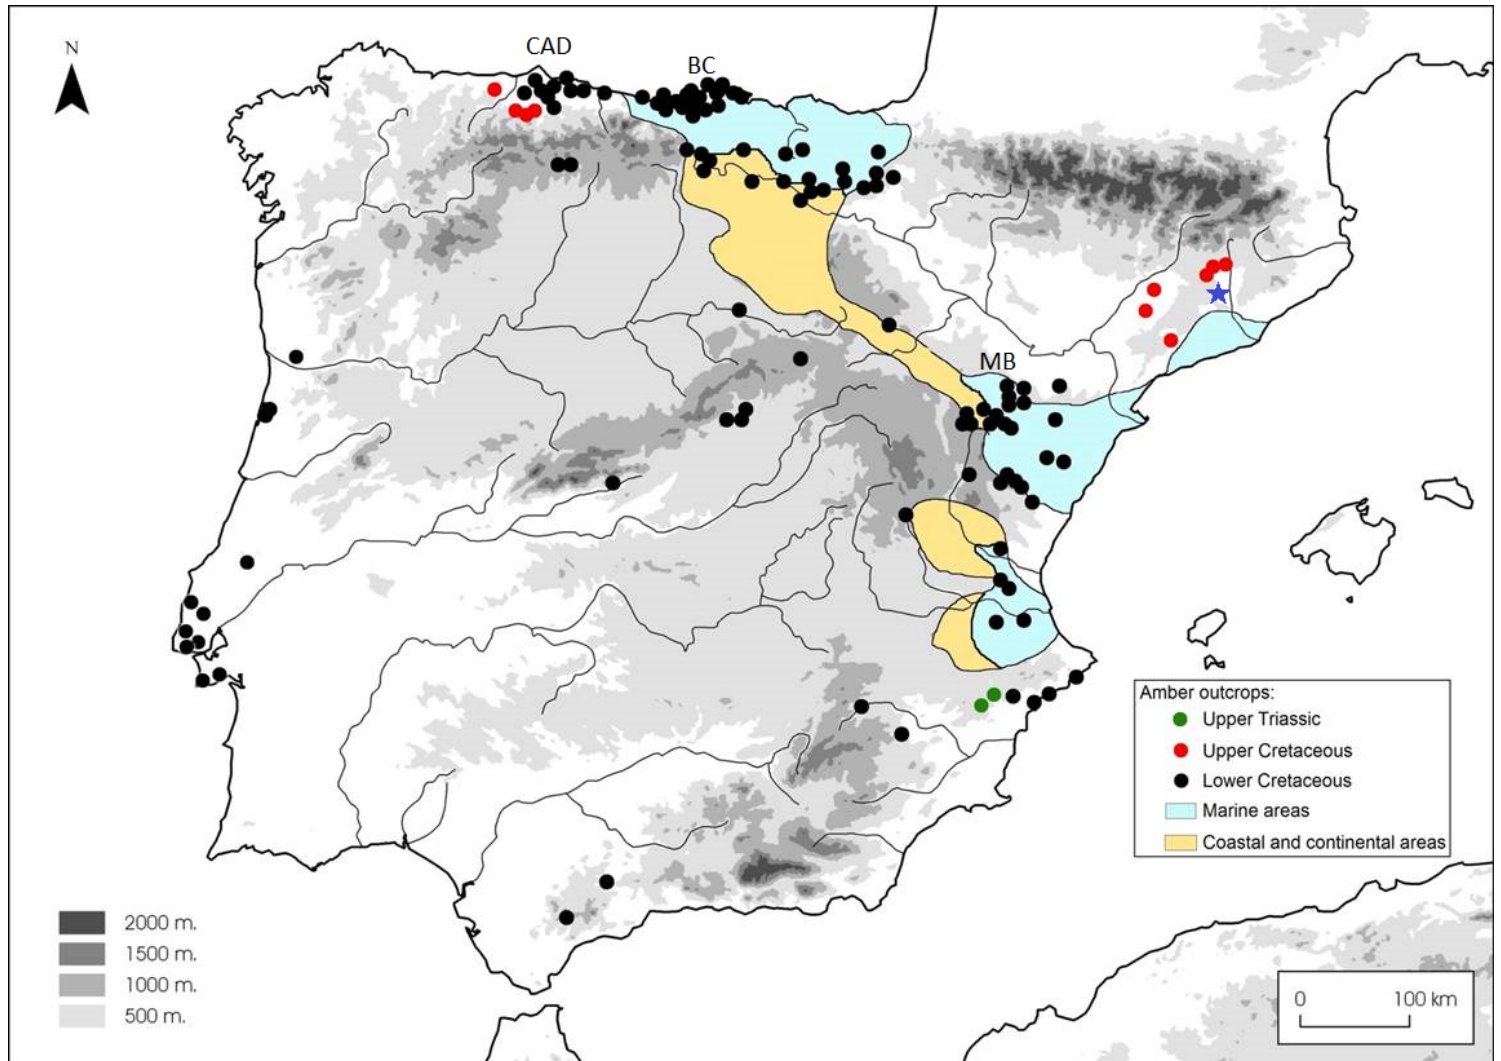 N
CAD
BC
MB
Amber outcrops:
Upper Triassic
Upper Cretaceous
Lower Cretaceous
Marine areas
Coastal and continental areas
2000 m.
1500 m.
1000 m.
500 m.
0 100 km